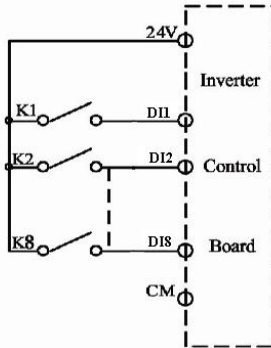 24V
Inverter
K1 DI1
K2 DI2 Control
K8 DI8 Board
CM